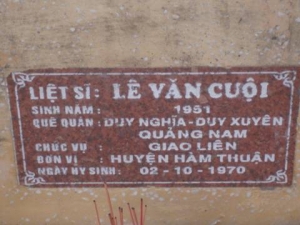 LIỆT SĨ: LÊ VĂN CUỘI
SINH NĂM : 1951
QUÊ QUÁN : DUY NGHĨA-DUY XUYÊN
QUẢNG NAM
CHỨC VỤ : GIAO LIÊN
ĐƠN VỊ : HUYỆN HÀM THUẬN
NGÀY HY SINH: 02-10-1970